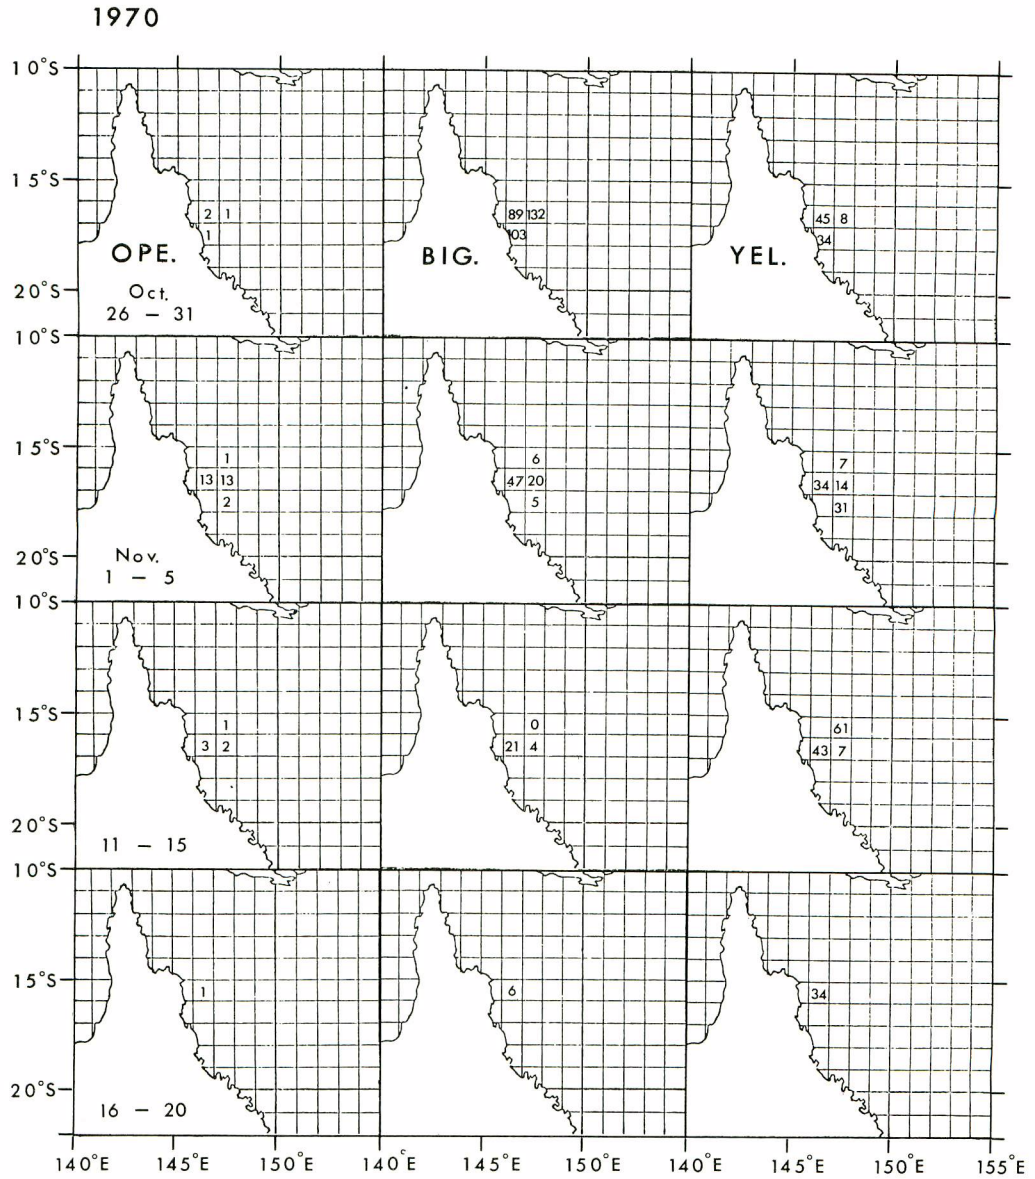 1970
10°S
15°S
2 1 89 132 45 8
1 103 34
OPE. BIG. YEL.
20°S
Oct.
26 – 31
10°S
15°S
1 6 7
13 13 47 20 34 14
2 5 31
20°S
Nov.
1 – 5
10°S
15°S
1 0 61
3 2 21 4 43 7
20°S
11 – 15
10°S
15°S
1 6 34
20°S
16 – 20
140°E 145°E 150°E 140°E 145°E 150°E 140°E 145°E 150°E 155°E